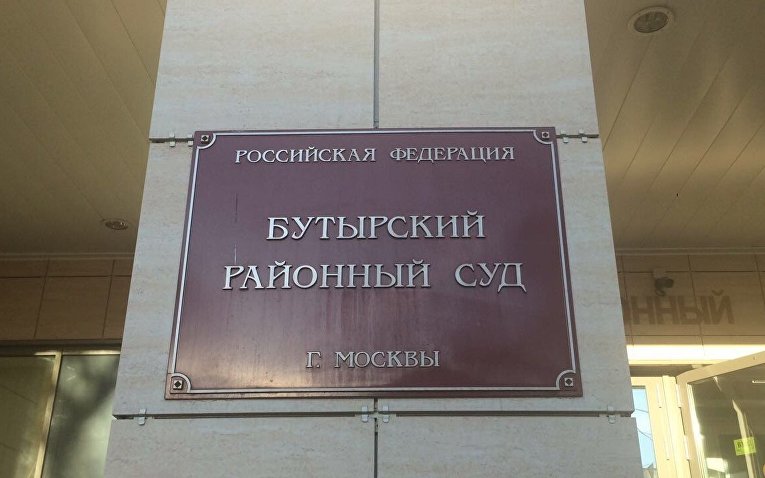 РОССИЙСКАЯ ФЕДЕРАЦИЯ
БУТЫРСКИЙ
РАЙОННЫЙ СУД
Г. МОСКВЫ